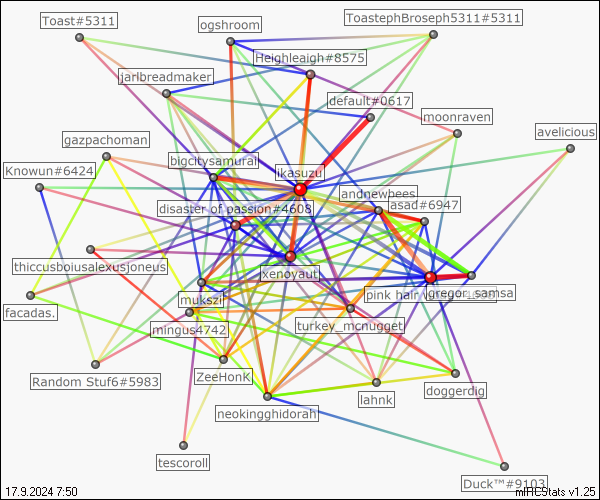 Toast#5311
ogshroom
ToastephBroseph5311#5311
Heighleaigh#8575
jarlbreadmaker
default#0617
moonraven
gazpachoman
avelicious
bigcitysamurai
ikasuzu
Knowun#6424
andnewbees
asad#6947
disaster of passion#4608
thiccusboiusalexusjoneus
xenoyaut
pink hair
gregor_samsa
mukszif
facadas.
mingus4742
turkey_mcnugget
Random Stuf6#5983
ZeeHonK
doggerdig
lahnk
neokingghidorah
tescoroll
Duck™#9103
17.9.2024 7:50
mIRCStats v1.25